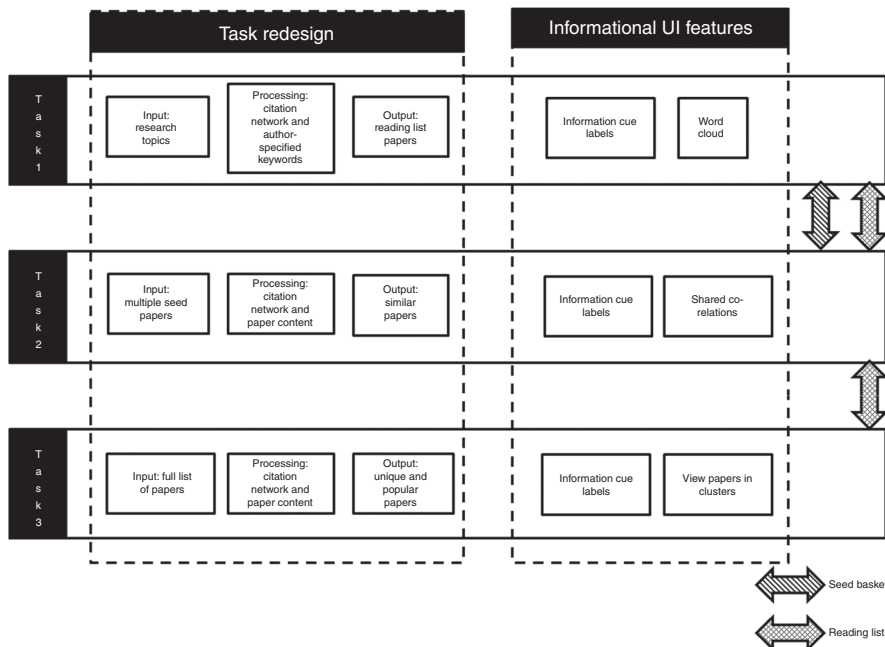 Task redesign
Informational UI features
T
a
s
k
1
Input:
research
topics
Processing:
citation
network and
author-
specified
keywords
Output:
reading list
papers
Information cue
labels
Word
cloud
T
a
s
k
2
Input:
multiple seed
papers
Processing:
citation
network and
paper content
Output:
similar
papers
Information cue
labels
Shared co-
relations
T
a
s
k
3
Input: full list
of papers
Processing:
citation
network and
paper content
Output:
unique and
popular
papers
Information cue
labels
View papers in
clusters
Seed basket
Reading list